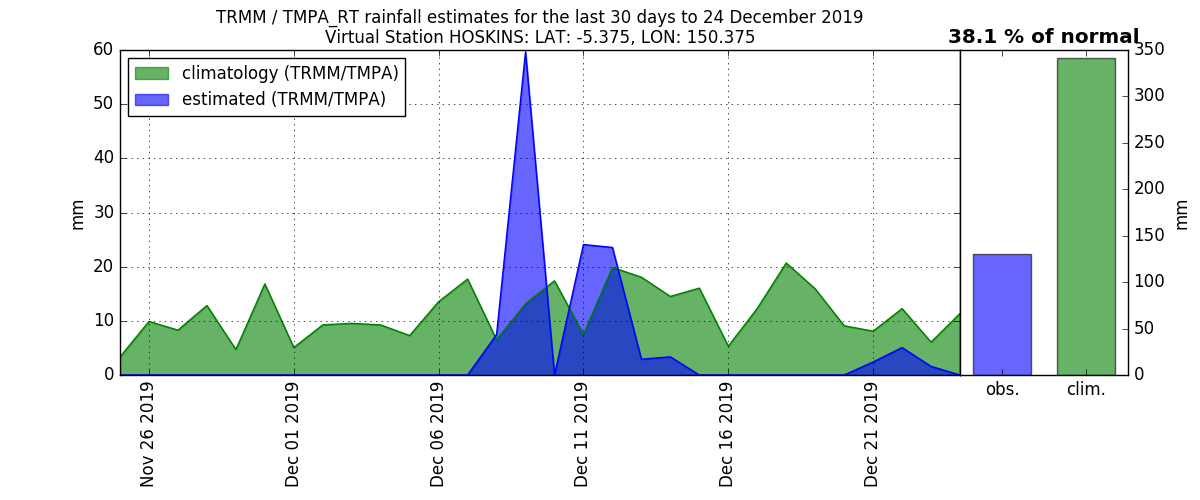 TRMM / TMPA_RT rainfall estimates for the last 30 days to 24 December 2019
Virtual Station HOSKINS: LAT: -5.375, LON: 150.375
38.1 % of normal
climatology (TRMM/TMPA)
estimated (TRMM/TMPA)
60
50
40
30
20
10
0
mm
Nov 26 2019
Dec 01 2019
Dec 06 2019
Dec 11 2019
Dec 16 2019
Dec 21 2019
obs.
clim.
350
300
250
200
150
100
50
0
mm